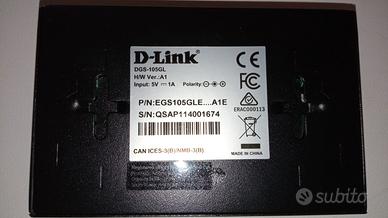 D-Link
DGS-105GL
H/W Ver.: A1
Input: 5V⎓1A Polarity:
CE
ERAC000113
P/N:EGS105GLE....A1E
S/N:QSAP114001674
MADE IN CHINA
CAN ICES-3(B)/NMB-3(B)
subito